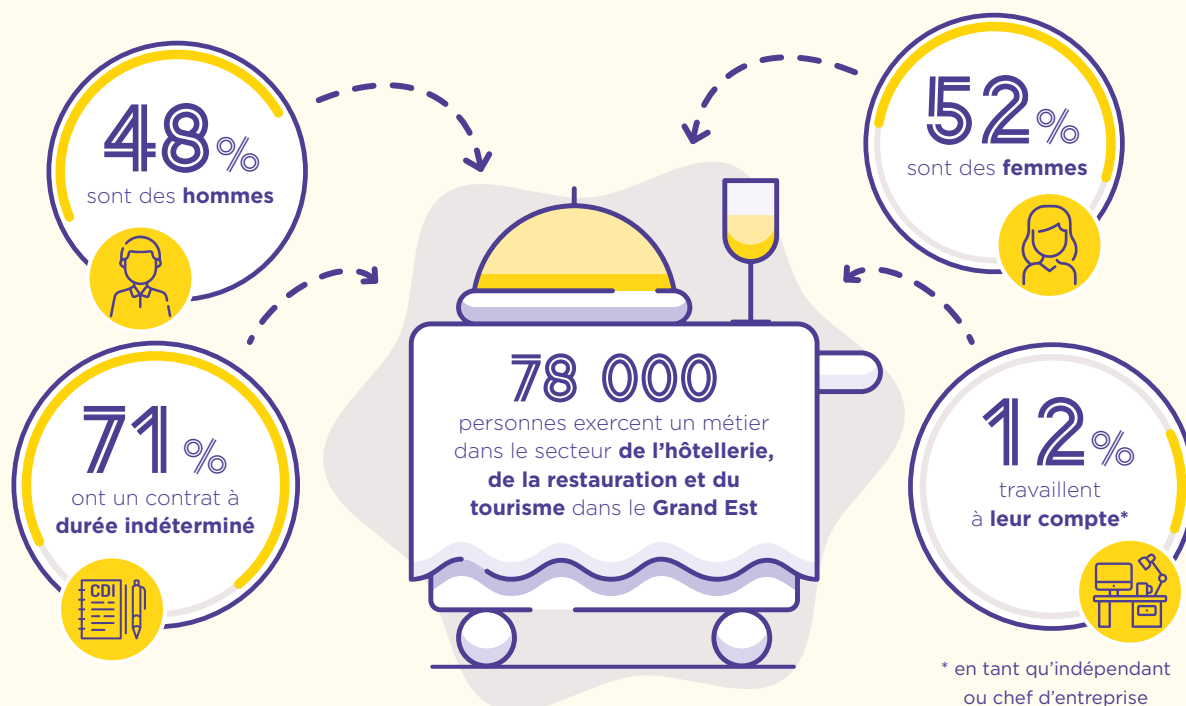 48%
sont des hommes
52%
sont des femmes
71%
ont un contrat à
durée indéterminé
CDI
78 000
personnes exercent un métier
dans le secteur de l'hôtellerie,
de la restauration et du
tourisme dans le Grand Est
12%
travaillent
à leur compte*
* en tant qu'indépendant
ou chef d'entreprise